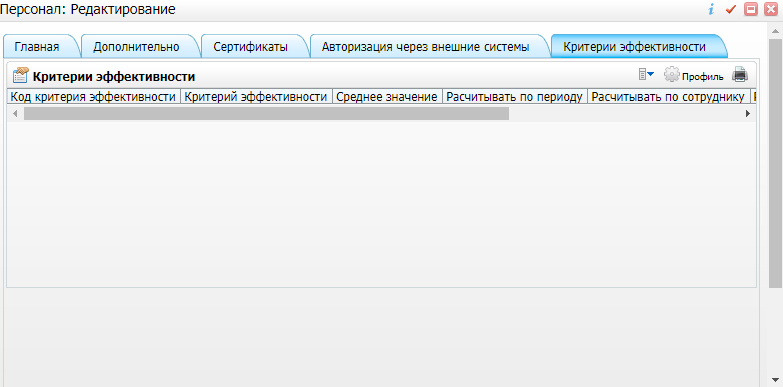 Персонал: Редактирование
Главная
Дополнительно
Сертификаты
Авторизация через внешние системы
Критерии эффективности
Критерии эффективности
Профиль
Код критерия эффективности
Критерий эффективности
Среднее значение
Расчитывать по периоду
Расчитывать по сотруднику